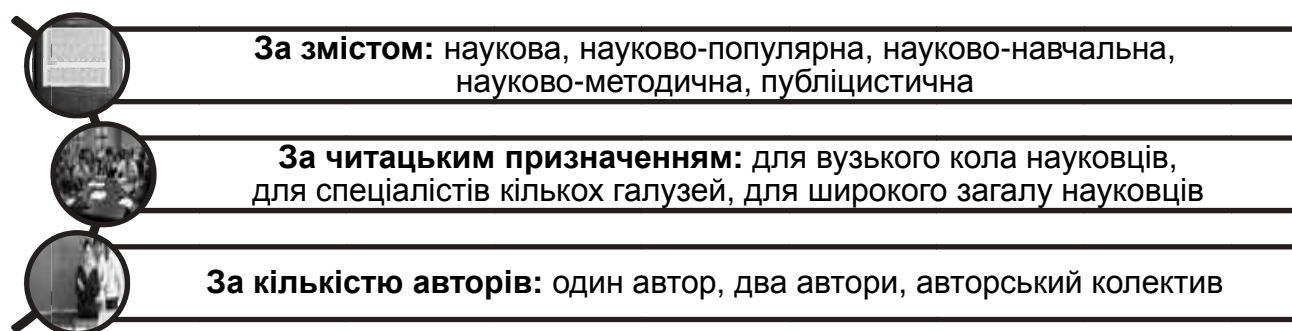 За змістом: наукова, науково-популярна, науково-навчальна,
науково-методична, публіцистична
За читацьким призначенням: для вузького кола науковців,
для спеціалістів кількох галузей, для широкого загалу науковців
За кількістю авторів: один автор, два автори, авторський колектив